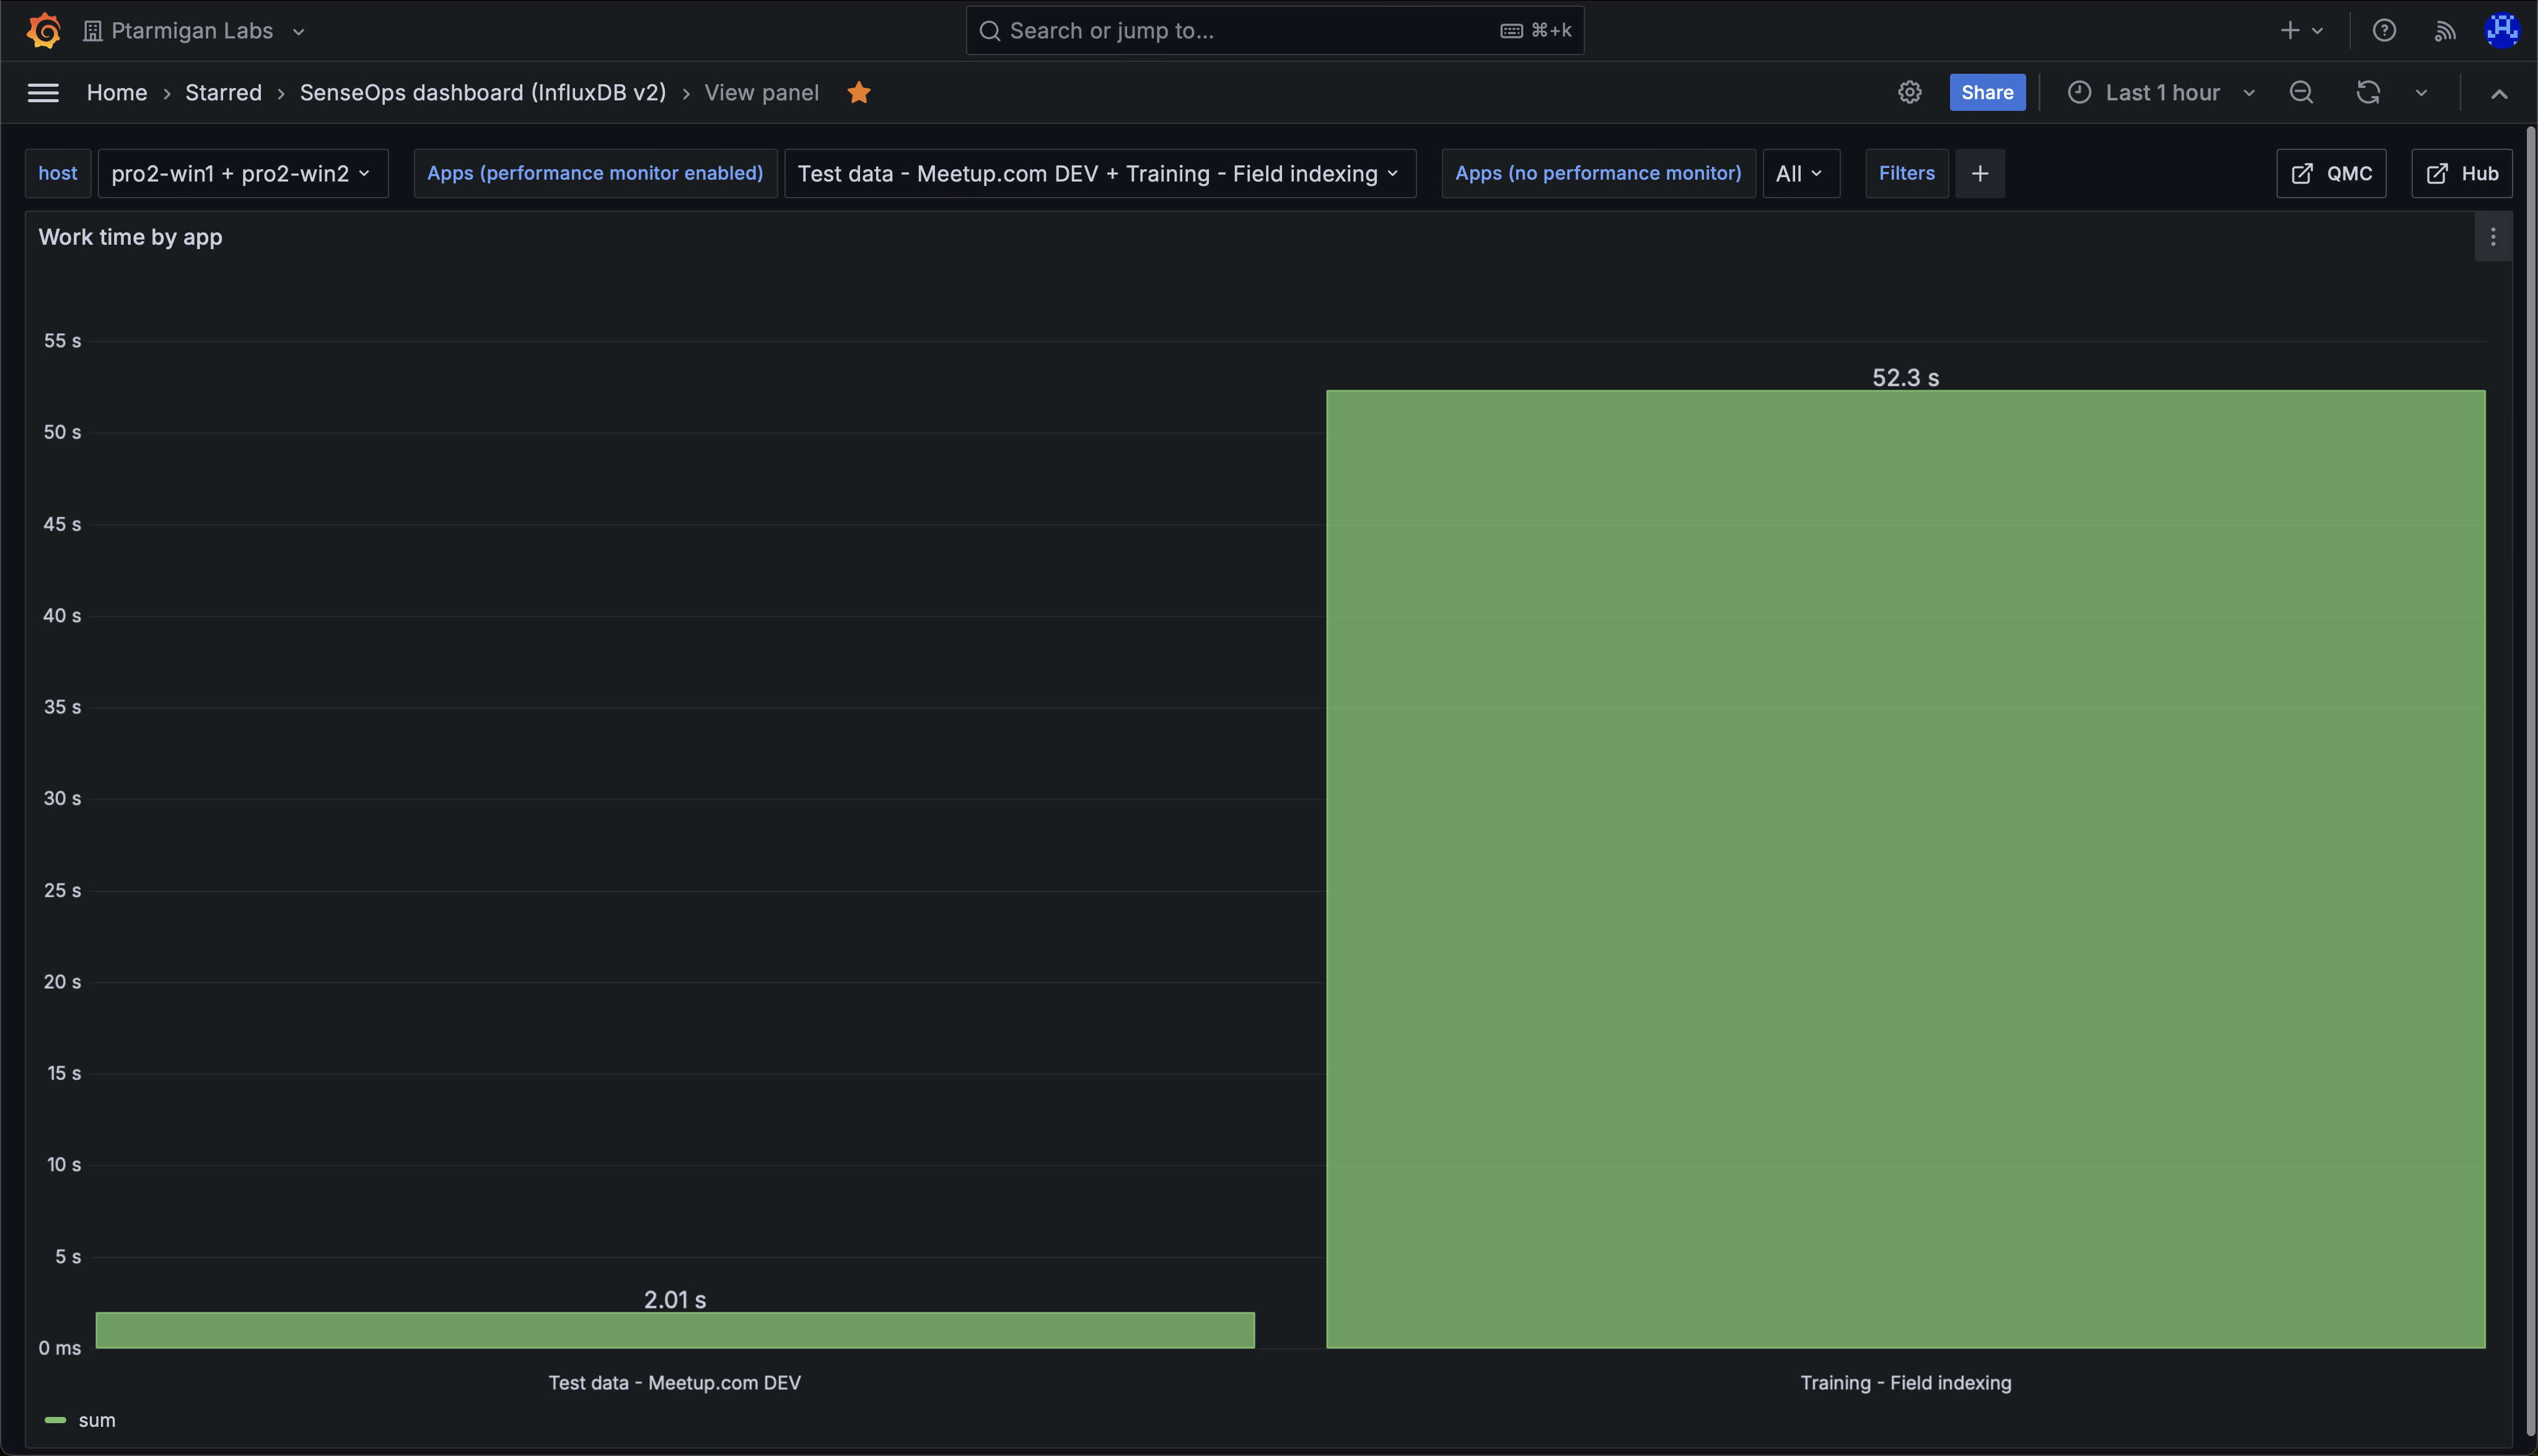 Ptarmigan Labs
Search or jump to...
⌘+k
Home › Starred › SenseOps dashboard (InfluxDB v2) › View panel
Share
Last 1 hour
host
pro2-win1 + pro2-win2
Apps (performance monitor enabled)
Test data - Meetup.com DEV + Training - Field indexing
Apps (no performance monitor)
All
Filters
QMC
Hub
Work time by app
55 s
50 s
45 s
40 s
35 s
30 s
25 s
20 s
15 s
10 s
5 s
0 ms
52.3 s
2.01 s
Test data - Meetup.com DEV
Training - Field indexing
sum